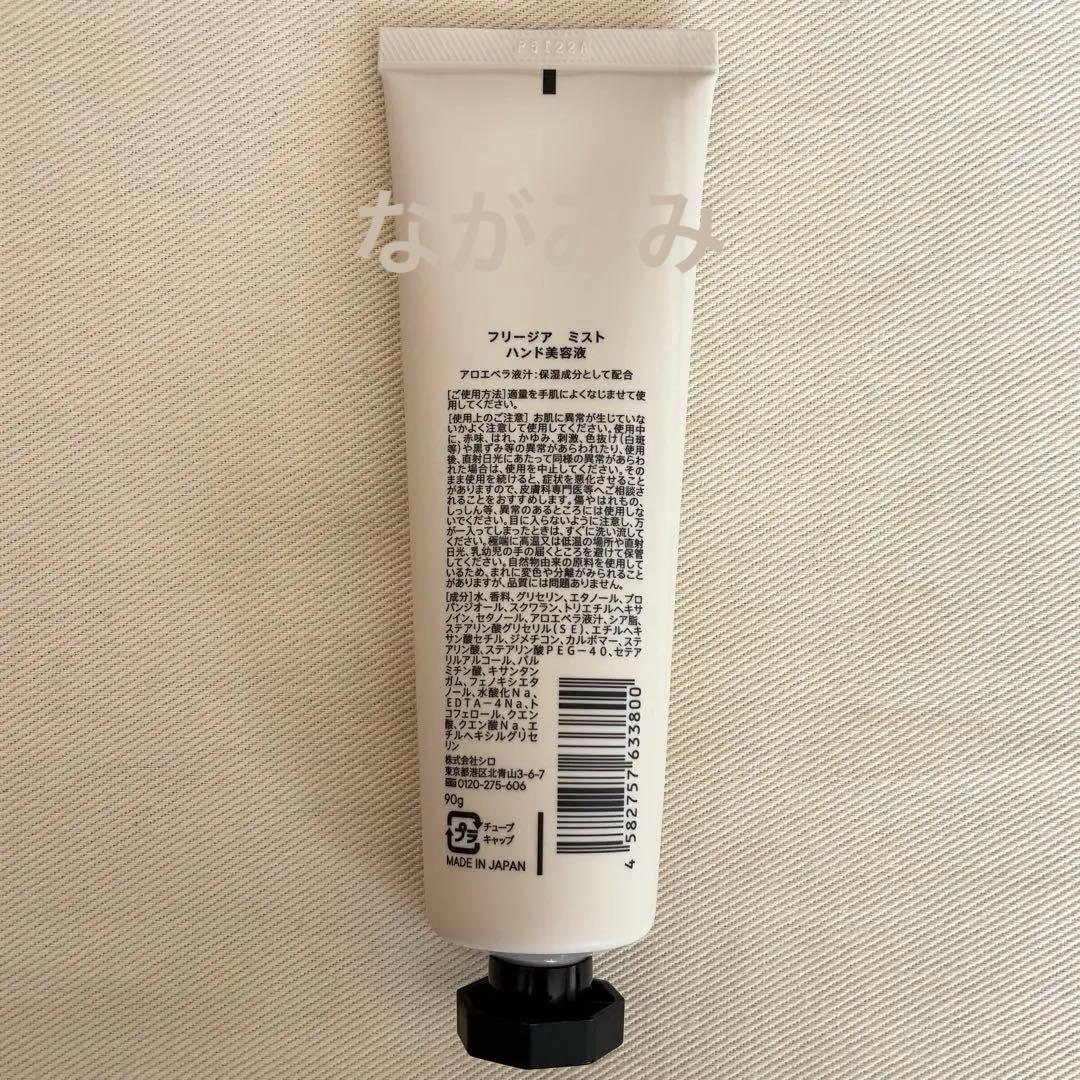 ながみみ
フリージア ミスト
ハンド美容液
アロエベラ液汁:保湿成分として配合
[ご使用方法]適量を手肌によくなじませて使
用してください。
[使用上のご注意] お肌に異常が生じていな
いかよく注意して使用してください。使用中
に、赤味、はれ、かゆみ、刺激、色抜け(白斑
等)や黒ずみ等の異常があらわれたり、使用
後、直射日光にあたって同様の異常があらわ
れた場合は、使用を中止してください。その
まま使用を続けると、症状を悪化させること
がありますので、皮膚科専門医等へご相談さ
れることをおすすめします。傷やはれもの、
しっしん等、異常のあるところには使用しな
いでください。目に入らないように注意し、万
が一入ってしまったときは、すぐに洗い流して
ください。極端に高温又は低温の場所や直射
日光、乳幼児の手の届くところを避けて保管
してください。自然物由来の原料を使用して
いるため、まれに変色や分離がみられること
がありますが、品質には問題ありません。
[成分]水、香料、グリセリン、エタノール、プロ
パンジオール、スクワラン、トリエチルヘキサ
ノイン、セタノール、アロエベラ液汁、シア脂、
ステアリン酸グリセリル(SE)、エチルヘキ
サン酸セチル、ジメチコン、カルボマー、ステ
アリン酸、ステアリン酸PEG-40、セテア
リルアルコール、パル
ミチン酸、キサンタン
ガム、フェノキシエタ
ノール、水酸化Na、
EDTA-4Na、ト
コフェロール、クエン
酸、クエン酸Na、エ
チルヘキシルグリセ
リン
株式会社シロ
東京都港区北青山3-6-7
0120-275-606
90g
プラ
チューブ
キャップ
MADE IN JAPAN
4 582757 633800